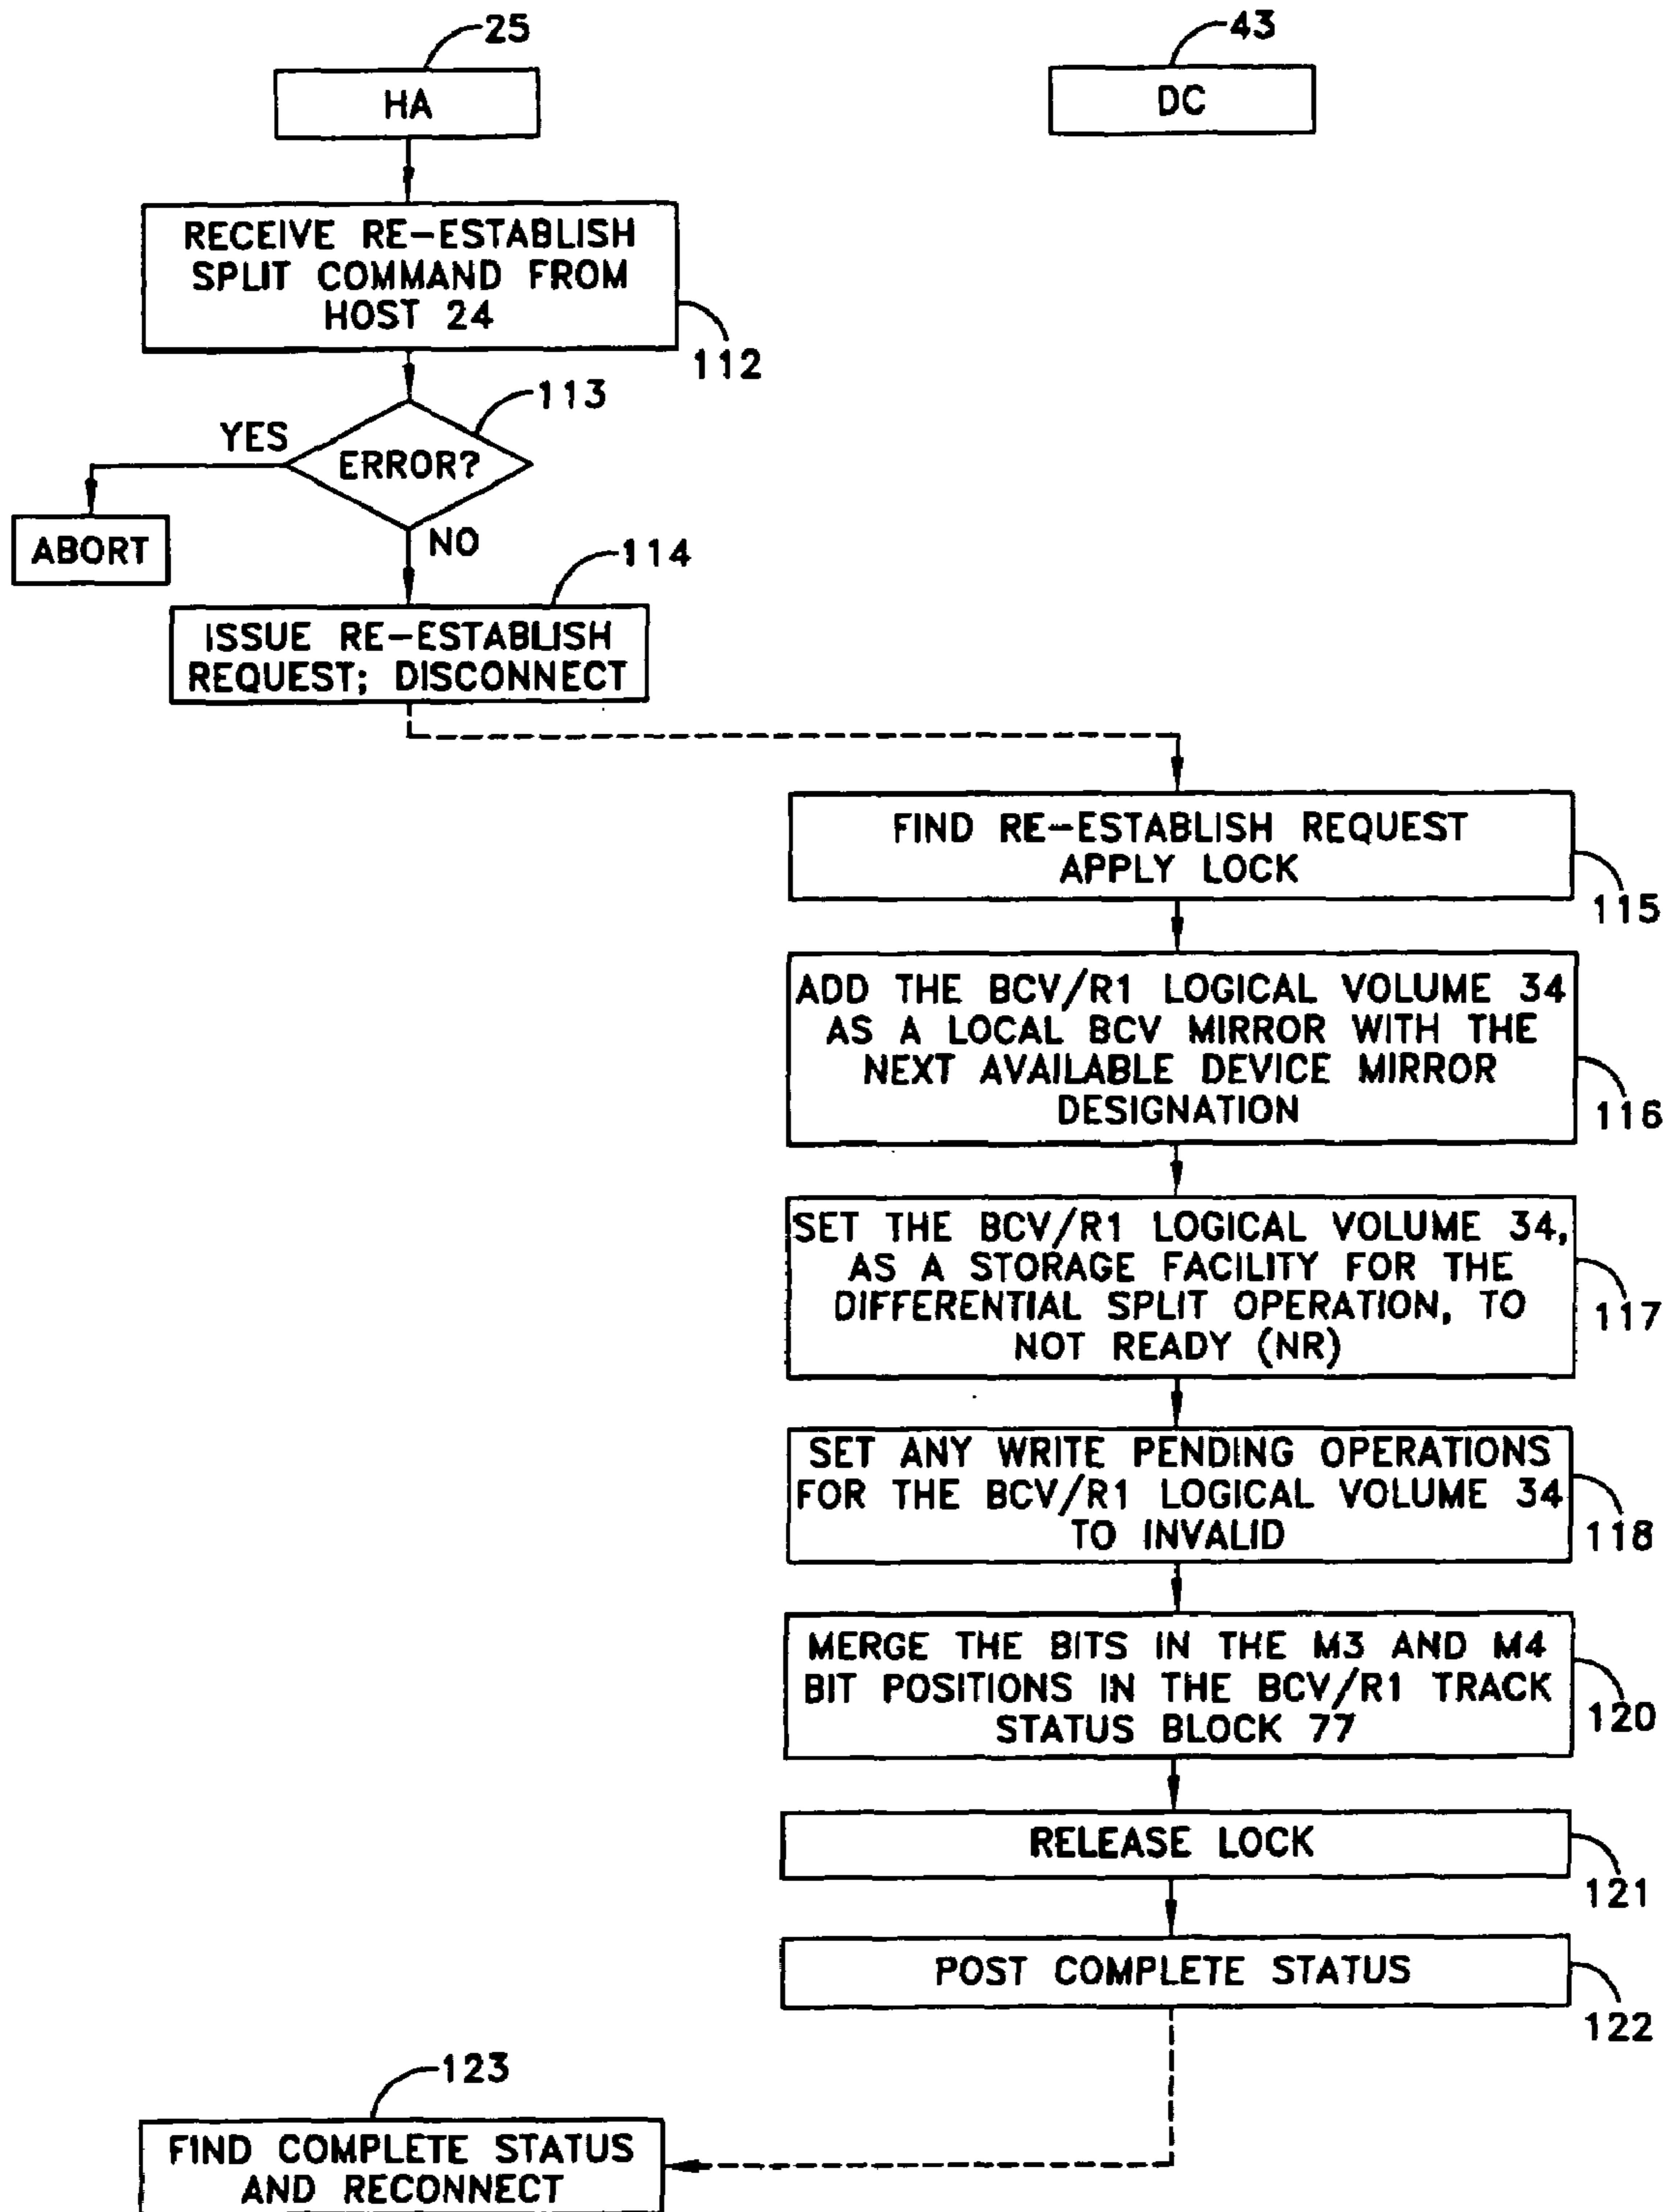 25
HA
43
DC
RECEIVE RE-ESTABLISH
SPLIT COMMAND FROM
HOST 24
112
113
YES
ERROR?
ABORT
NO
114
ISSUE RE-ESTABLISH
REQUEST; DISCONNECT
FIND RE-ESTABLISH REQUEST
APPLY LOCK
115
ADD THE BCV/R1 LOGICAL VOLUME 34
AS A LOCAL BCV MIRROR WITH THE
NEXT AVAILABLE DEVICE MIRROR
DESIGNATION
116
SET THE BCV/R1 LOGICAL VOLUME 34,
AS A STORAGE FACILITY FOR THE
DIFFERENTIAL SPLIT OPERATION, TO
NOT READY (NR)
117
SET ANY WRITE PENDING OPERATIONS
FOR THE BCV/R1 LOGICAL VOLUME 34
TO INVALID
118
MERGE THE BITS IN THE M3 AND M4
BIT POSITIONS IN THE BCV/R1 TRACK
STATUS BLOCK 77
120
RELEASE LOCK
121
POST COMPLETE STATUS
122
123
FIND COMPLETE STATUS
AND RECONNECT